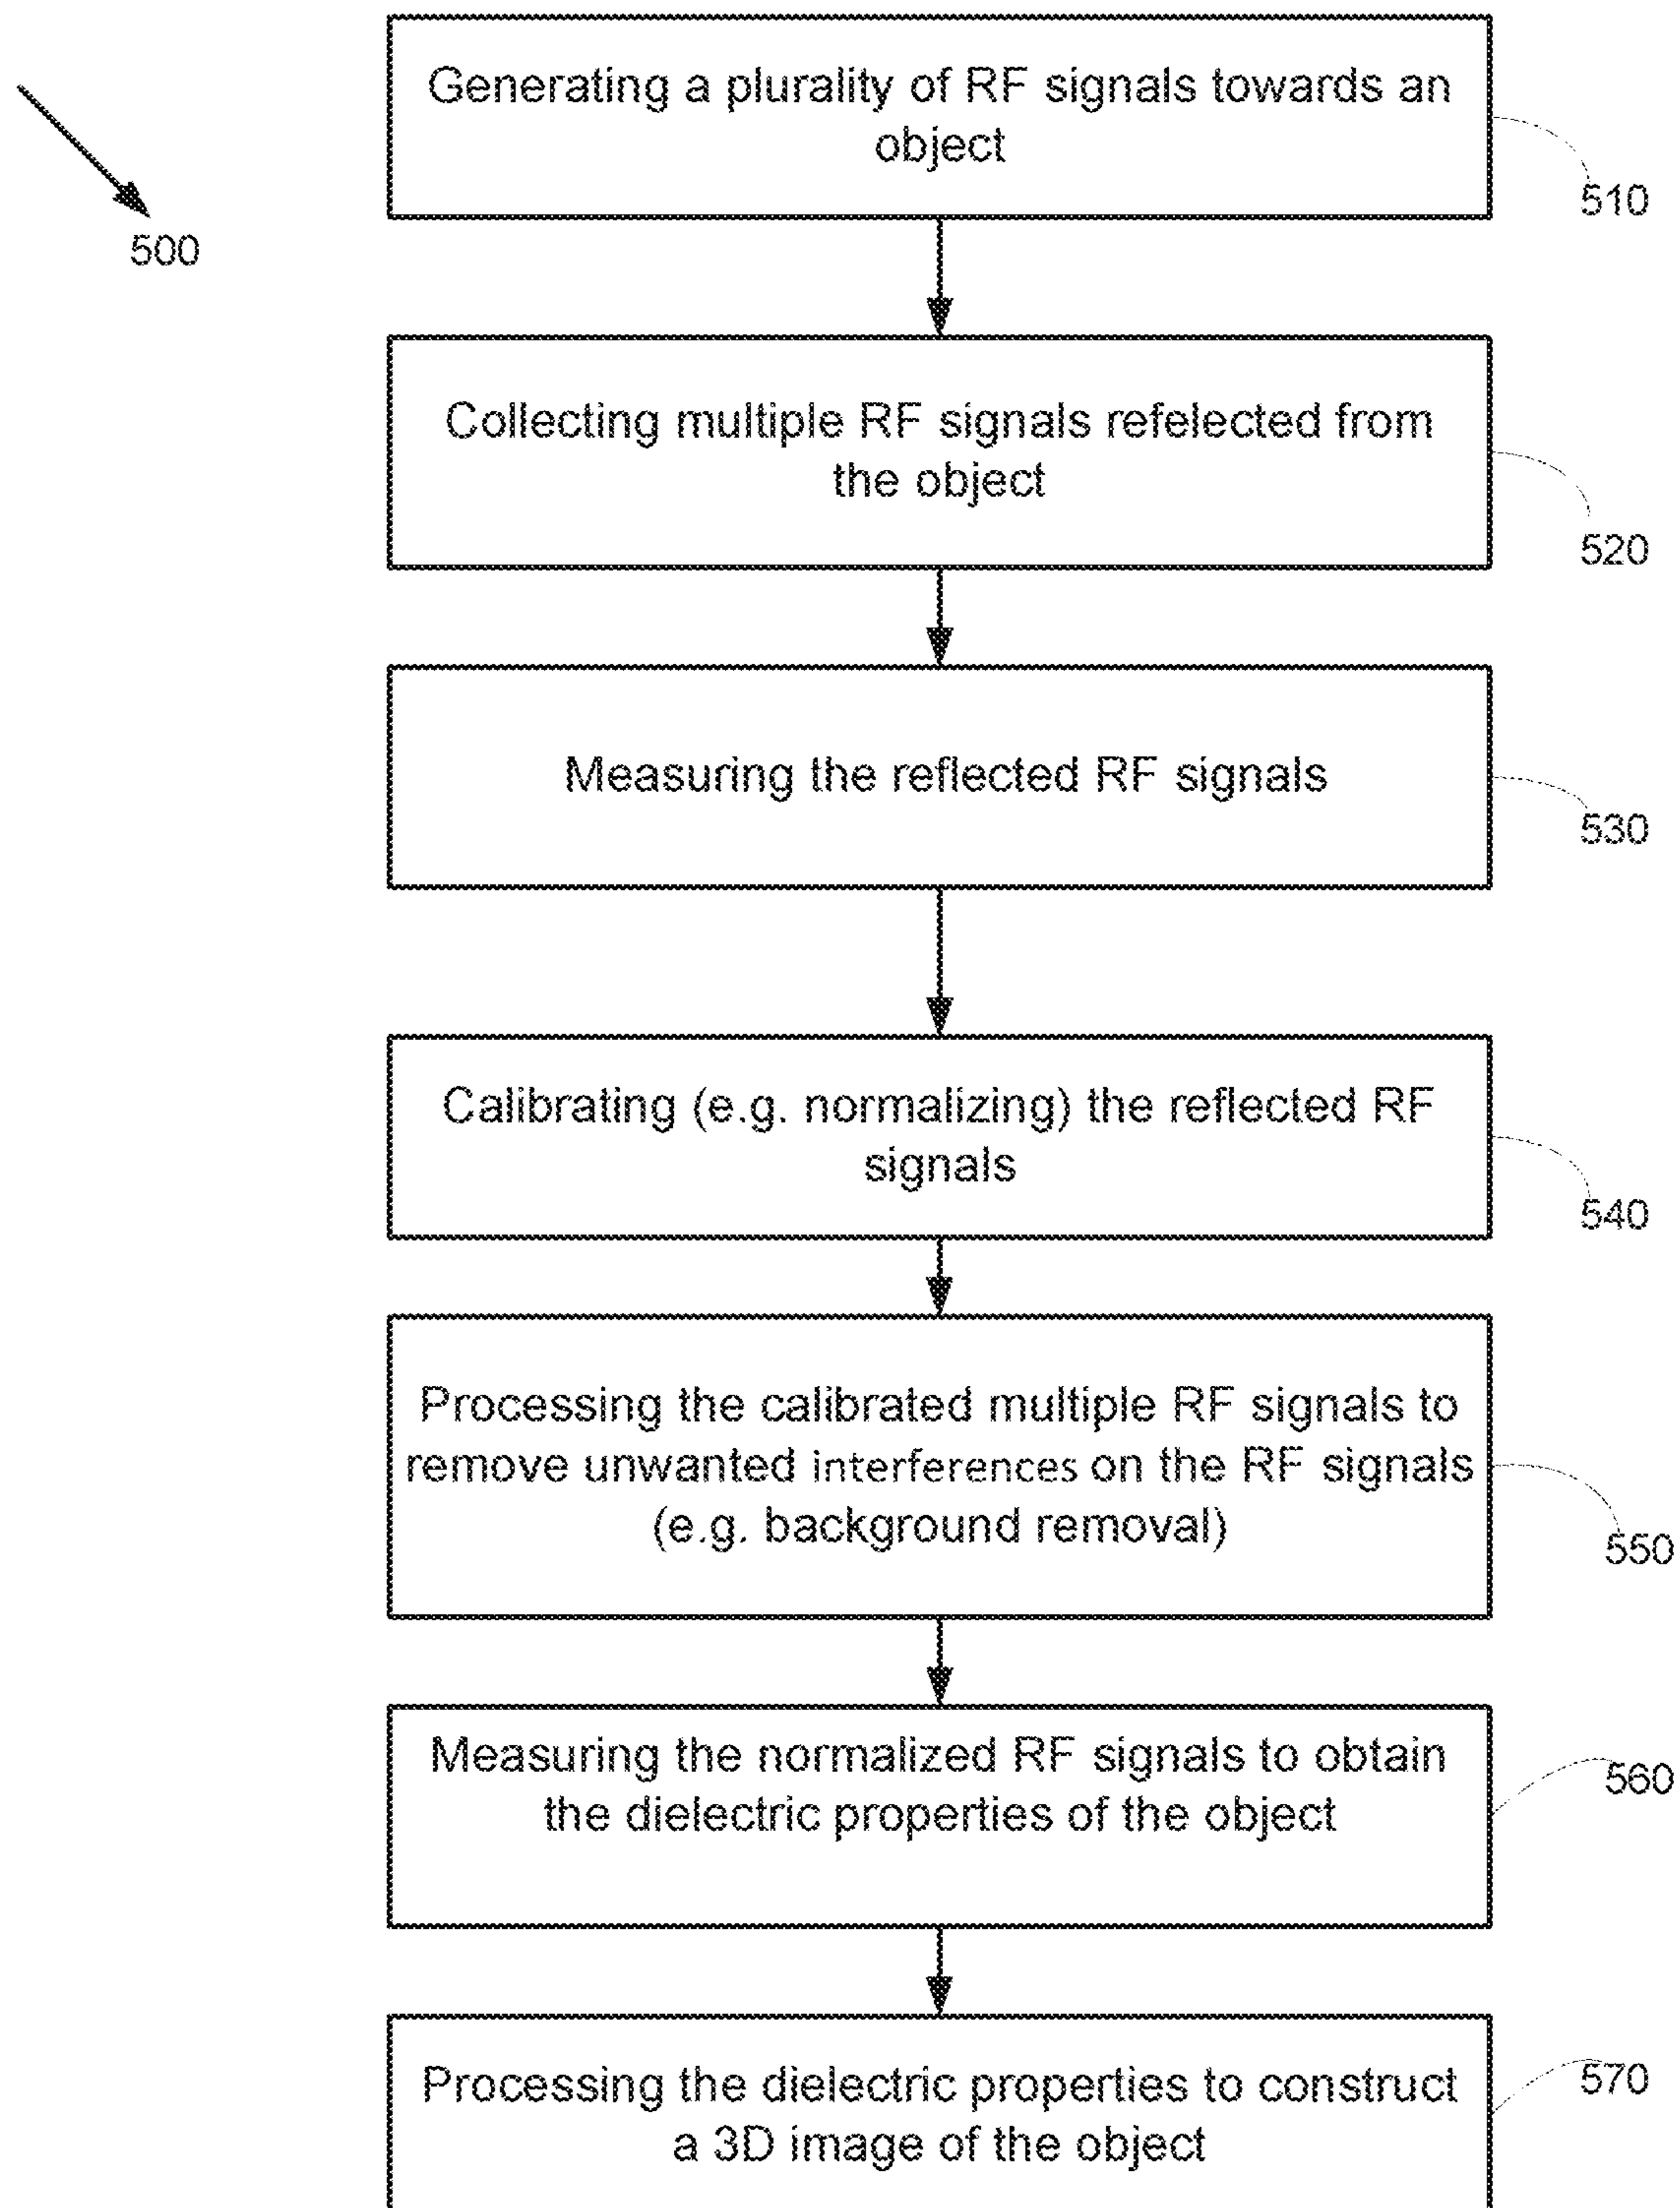 Generating a plurality of RF signals towards an
object
510
500
Collecting multiple RF signals refelected from
the object
520
Measuring the reflected RF signals
530
Calibrating (e.g. normalizing) the reflected RF
signals
540
Processing the calibrated multiple RF signals to
remove unwanted interferences on the RF signals
(e.g. background removal)
550
Measuring the normalized RF signals to obtain
the dielectric properties of the object
560
Processing the dielectric properties to construct
a 3D image of the object
570